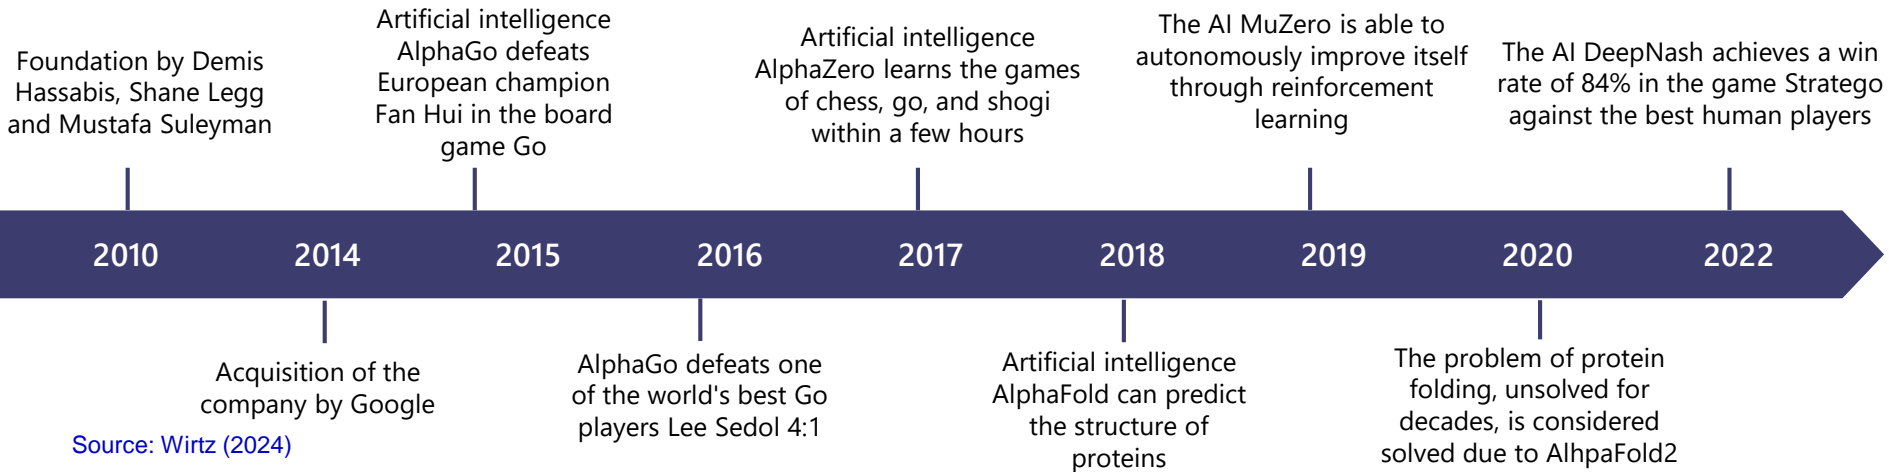 Foundation by Demis
Hassabis, Shane Legg
and Mustafa Suleyman
Artificial intelligence
AlphaGo defeats
European champion
Fan Hui in the board
game Go
Artificial intelligence
AlphaZero learns the games
of chess, go, and shogi
within a few hours
The AI MuZero is able to
autonomously improve itself
through reinforcement
learning
The AI DeepNash achieves a win
rate of 84% in the game Stratego
against the best human players
2010 2014 2015 2016 2017 2018 2019 2020 2022
Acquisition of the
company by Google
AlphaGo defeats one
of the world's best Go
players Lee Sedol 4:1
Artificial intelligence
AlphaFold can predict
the structure of
proteins
The problem of protein
folding, unsolved for
decades, is considered
solved due to AlhpaFold2
Source: Wirtz (2024)